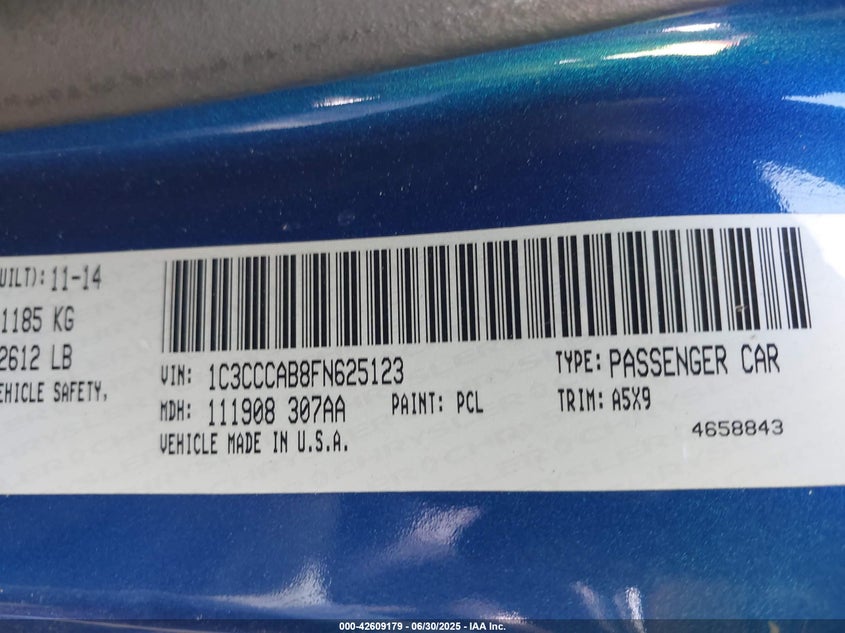 UILT): 11-14
1185 KG
2612 LB
EHICLE SAFETY,
VIN: 1C3CCCAB8FN625123
TYPE: PASSENGER CAR
MDH: 111908 307AA
PAINT: PCL
TRIM: A5X9
VEHICLE MADE IN U.S.A.
4658843
000-42609179 - 06/30/2025 - IAA Inc.